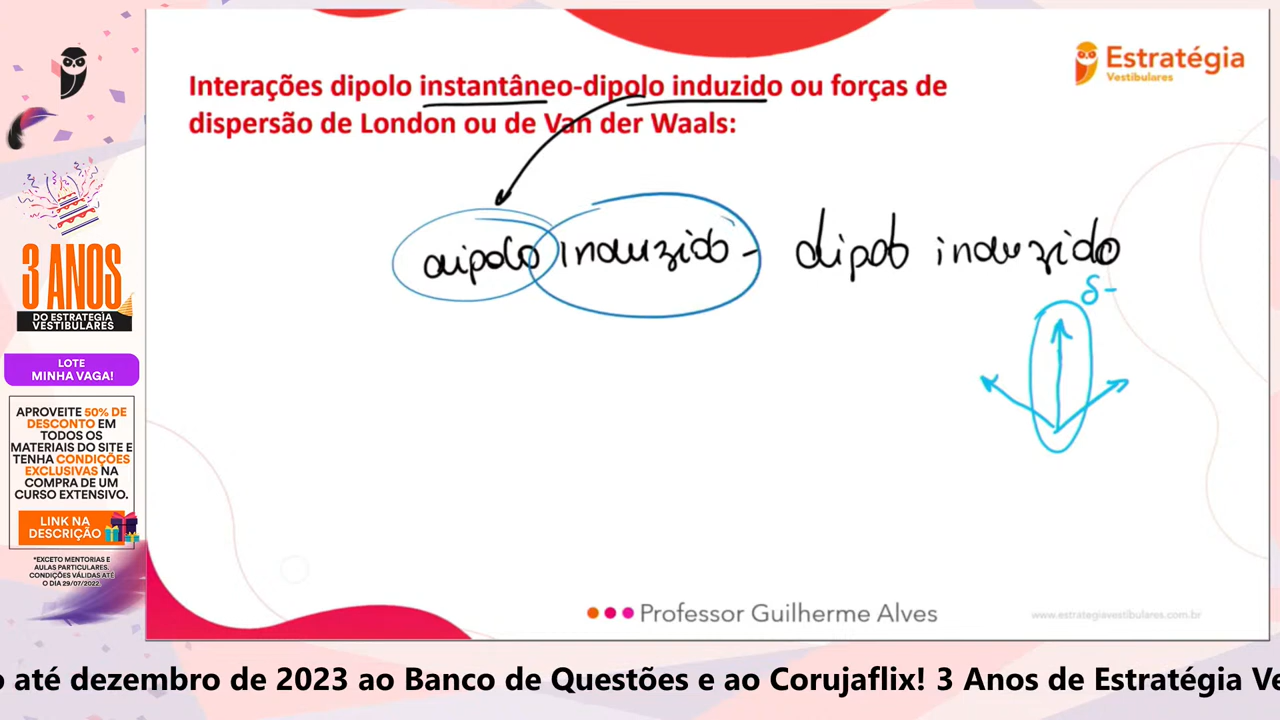 Estratégia
Vestibulares
Interações dipolo instantâneo-dipolo induzido ou forças de
dispersão de London ou de Van der Waals:
dipolo induzido - dipolo induzido
δ-
3 ANOS
DO ESTRATEGIA
VESTIBULARES
LOTE
MINHA VAGA!
APROVEITE 50% DE
DESCONTO EM
TODOS OS
MATERIAIS DO SITE E
TENHA CONDIÇÕES
EXCLUSIVAS NA
COMPRA DE UM
CURSO EXTENSIVO.
LINK NA
DESCRIÇÃO
*EXCETO MENTORIAS E
AULAS PARTICULARES.
CONDIÇÕES VÁLIDAS ATÉ
O DIA 29/07/2022.
Professor Guilherme Alves
www.estrategiavestibulares.com.br
o até dezembro de 2023 ao Banco de Questões e ao Corujaflix! 3 Anos de Estratégia Ve